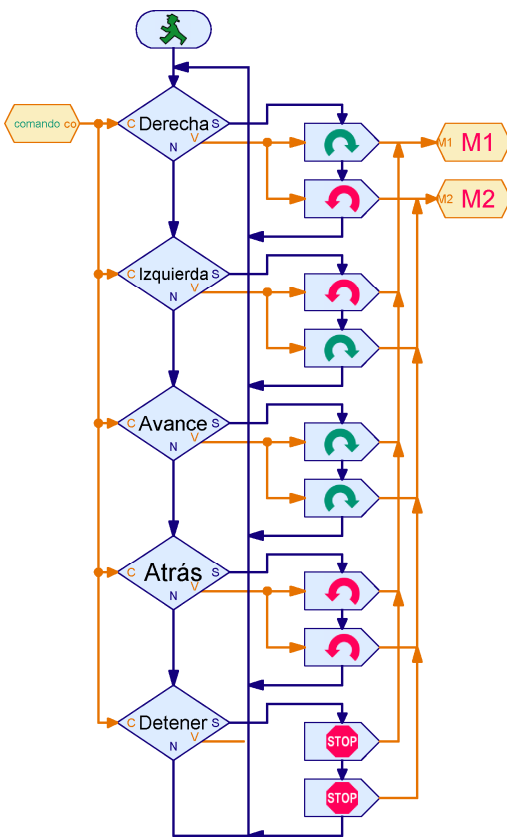 comando co
C Derecha S
N V
M1 M1
M2 M2
C Izquierda S
V
N
C Avance S
N V
C Atrás S
N V
C Detener S
N V
STOP
STOP